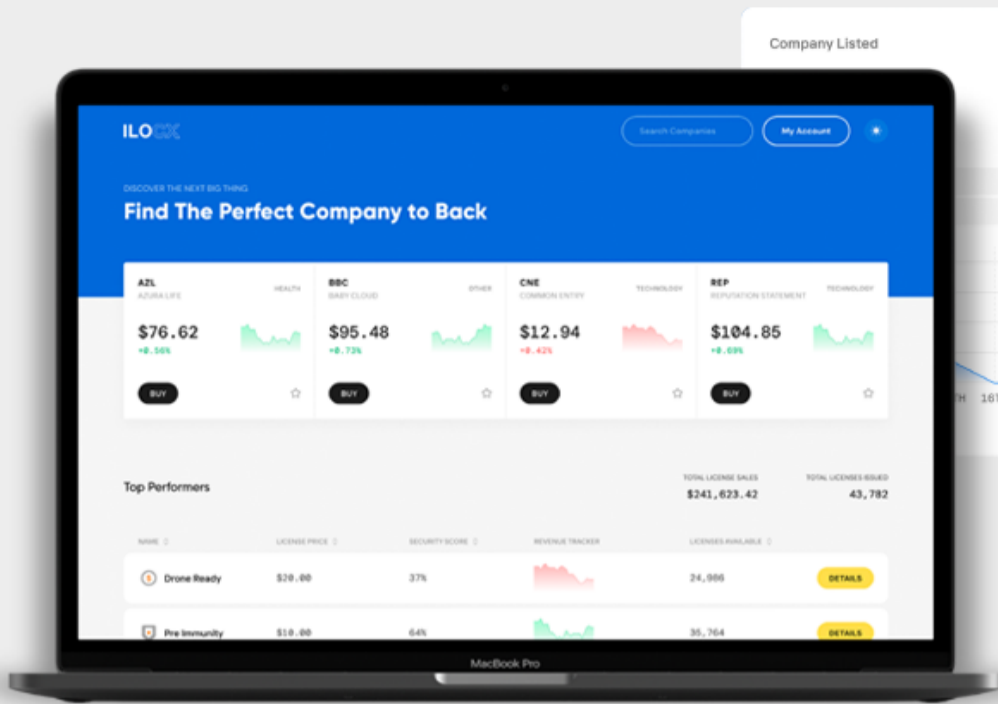 Company Listed
ILOCX
Search Companies
My Account
DISCOVER THE NEXT BIG THING
Find The Perfect Company to Back
AZL
AZURA LIFE
HEALTH
$76.62
+0.56%
BUY
BBC
BABY CLOUD
OTHER
$95.48
+0.73%
BUY
CNE
COMMON ENTRY
TECHNOLOGY
$12.94
+0.42%
BUY
REP
REPUTATION STATEMENT
TECHNOLOGY
$104.85
+0.69%
BUY
TH
16T
Top Performers
TOTAL LICENSE SALES
$241,623.42
TOTAL LICENSES ISSUED
43,782
NAME
LICENSE PRICE
SECURITY SCORE
REVENUE TRACKER
LICENSES AVAILABLE
Drone Ready
$20.00
37%
24,986
DETAILS
Pre Immunity
$10.00
64%
35,764
DETAILS
MacBook Pro